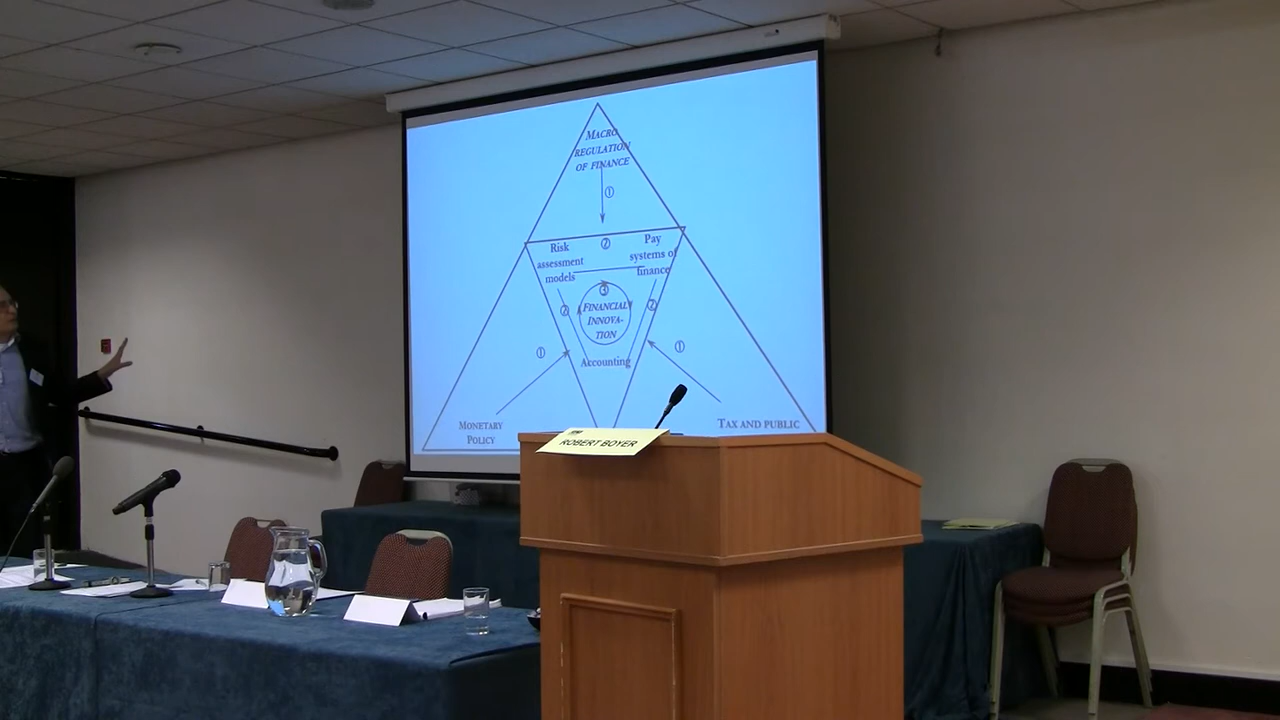 MACRO
REGULATION
OF FINANCE
①
②
Risk
assessment
models
Pay
systems of
finance
③
②
FINANCIAL
INNOVA-
TION
②
①
①
Accounting
MONETARY
POLICY
TAX AND PUBLIC
ROBERT BOYER